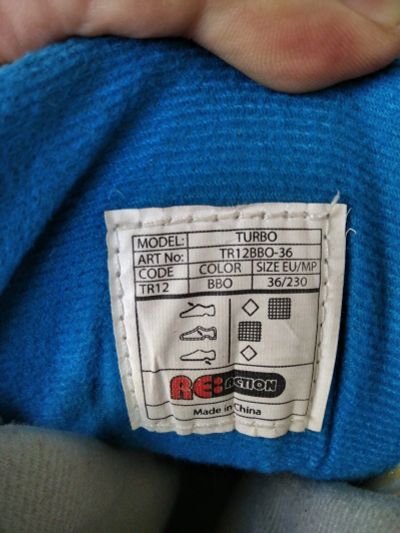 MODEL: TURBO
ART No: TR12BBO-36
CODE COLOR SIZE EU/MP
TR12 BBO 36/230
RE:ACTION
Made in China